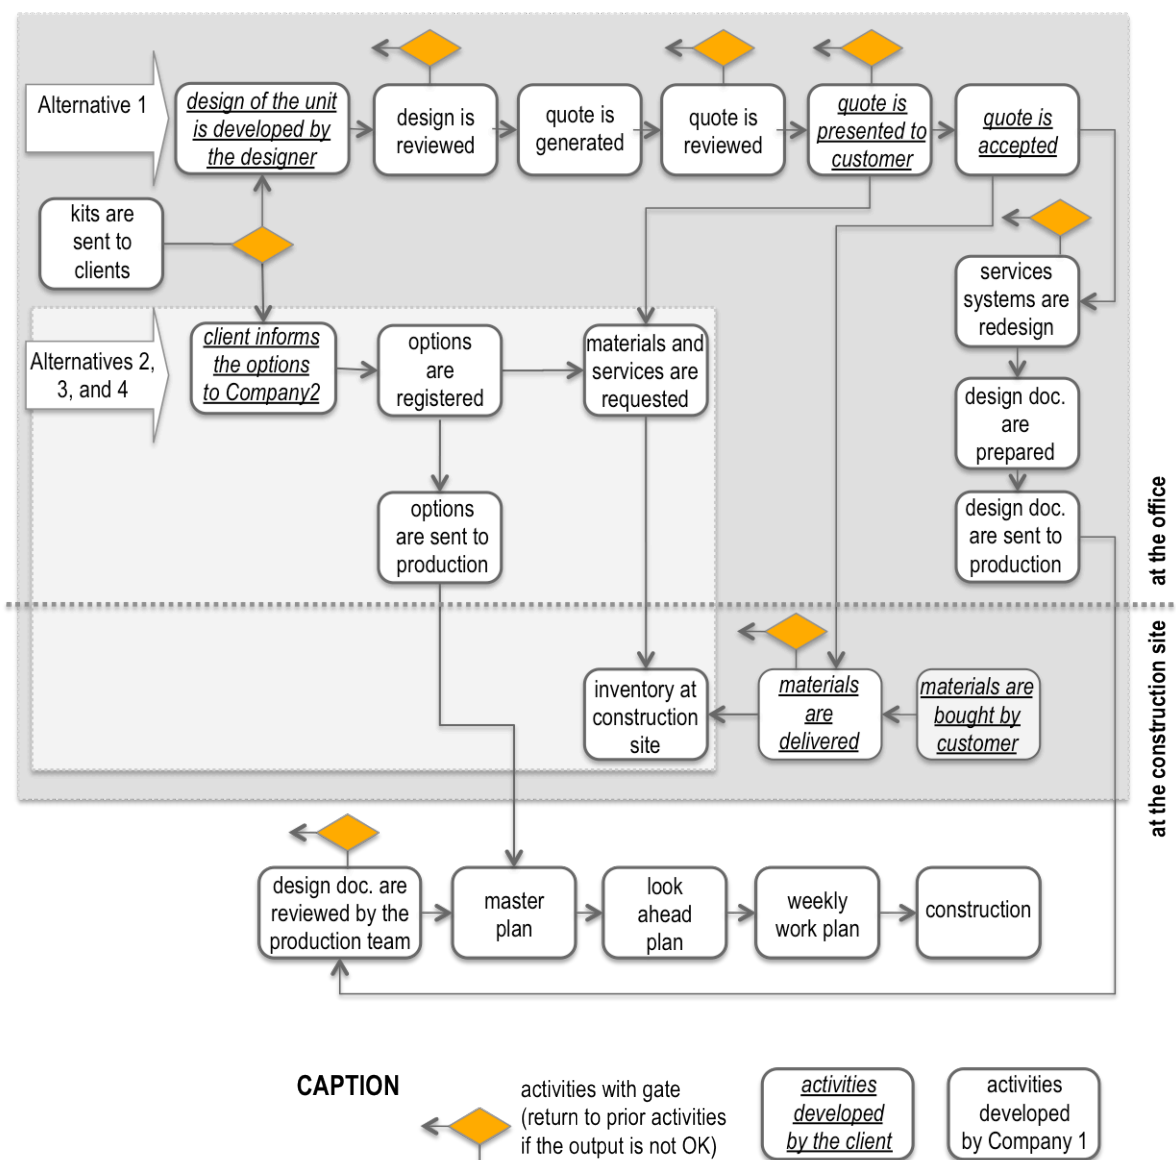 Alternative 1
design of the unit
is developed by
the designer
design is
reviewed
quote is
generated
quote is
reviewed
quote is
presented to
customer
quote is
accepted
kits are
sent to
clients
services
systems are
redesign
Alternatives 2,
3, and 4
client informs
the options
to Company2
options
are
registered
materials and
services are
requested
design doc.
are
prepared
options
are sent to
production
design doc.
are sent to
production
at the office
at the construction site
inventory at
construction
site
materials
are
delivered
materials are
bought by
customer
design doc. are
reviewed by the
production team
master
plan
look
ahead
plan
weekly
work plan
construction
CAPTION
activities with gate
(return to prior activities
if the output is not OK)
activities
developed
by the client
activities
developed
by Company 1